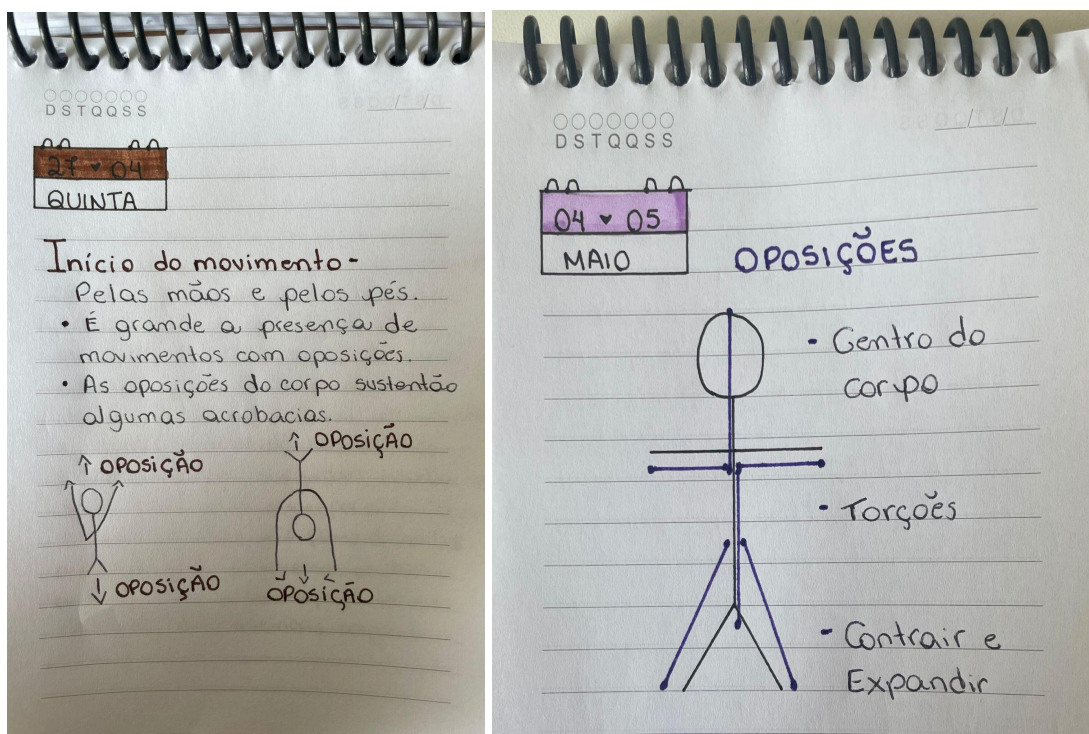 DSTQQSS
27 ♥ 04
QUINTA
Início do movimento-
Pelas mãos e pelos pés.
• É grande a presença de
movimentos com oposições.
• As oposições do corpo sustentão
algumas acrobacias.
↑ OPOSIÇÃO
↓ OPOSIÇÃO
↑ OPOSIÇÃO
OPOSIÇÃO
DSTQQSS
04 ♥ 05
MAIO
OPOSIÇÕES
- Centro do
corpo
- Torções
- Contrair e
Expandir